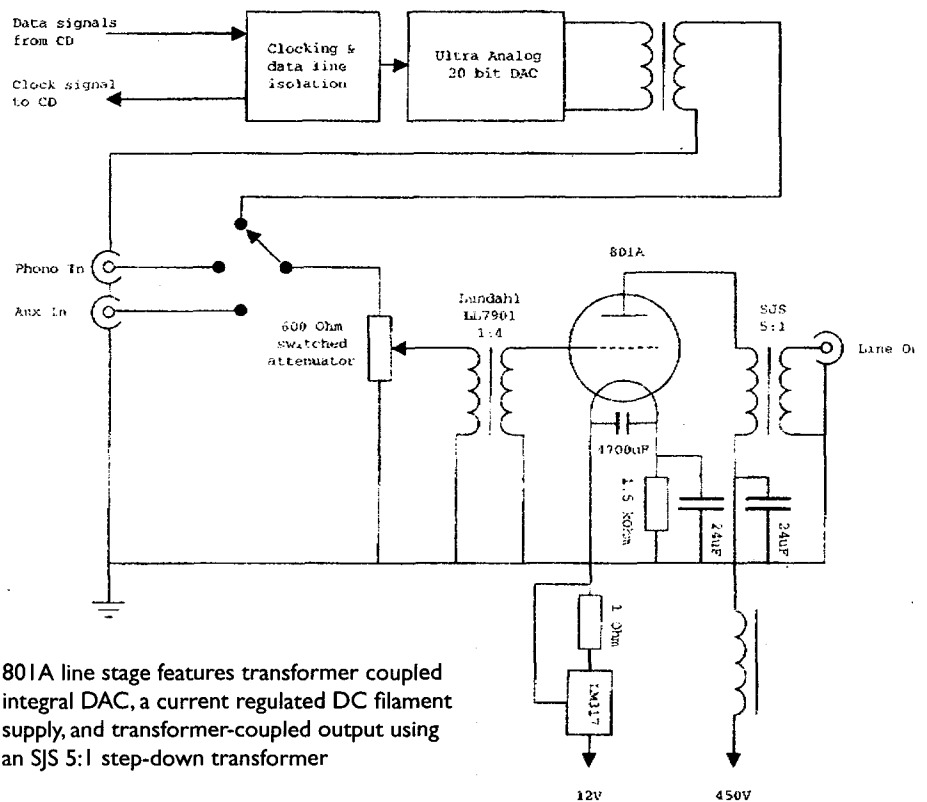 Data signals
from CD
Clock signal
to CD
Clocking &
data line
isolation
Ultra Analog
20 bit DAC
Phono In
Aux In
600 Ohm
switched
attenuator
Lundahl
LL7901
1:4
801A
SJS
5:1
Line Ou
4700uF
1.5 kOhm
24uF
24uF
1 Ohm
LM317
12V
450V
801A line stage features transformer coupled
integral DAC, a current regulated DC filament
supply, and transformer-coupled output using
an SJS 5:1 step-down transformer